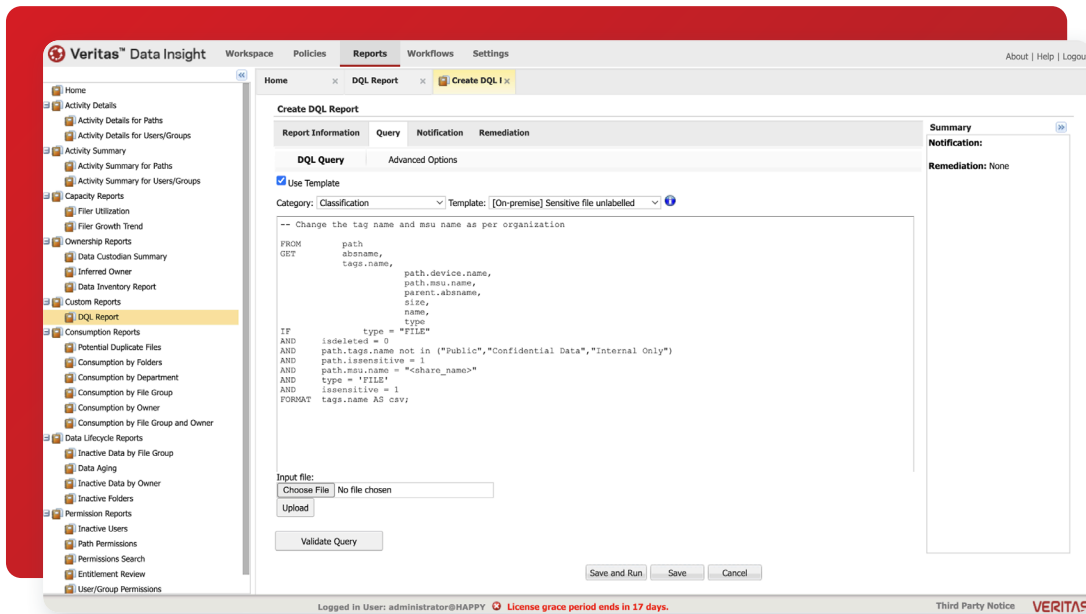 Veritas™ Data Insight
Workspace Policies Reports Workflows Settings
About | Help | Logou
Home
Activity Details
Activity Details for Paths
Activity Details for Users/Groups
Activity Summary
Activity Summary for Paths
Activity Summary for Users/Groups
Capacity Reports
Filer Utilization
Filer Growth Trend
Ownership Reports
Data Custodian Summary
Inferred Owner
Data Inventory Report
Custom Reports
DQL Report
Consumption Reports
Potential Duplicate Files
Consumption by Folders
Consumption by Department
Consumption by File Group
Consumption by Owner
Consumption by File Group and Owner
Data Lifecycle Reports
Inactive Data by File Group
Data Aging
Inactive Data by Owner
Inactive Folders
Permission Reports
Inactive Users
Path Permissions
Permissions Search
Entitlement Review
User/Group Permissions
Home x DQL Report x Create DQL I x
Create DQL Report
Report Information Query Notification Remediation
DQL Query Advanced Options
Use Template
Category: Classification Template: [On-premise] Sensitive file unlabelled
-- Change the tag name and msu name as per organization
FROM path
GET absname,
tags.name,
path.device.name,
path.msu.name,
parent.absname,
size,
name,
type
IF type = "FILE"
AND isdeleted = 0
AND path.tags.name not in ("Public","Confidential Data","Internal Only")
AND path.issensitive = 1
AND path.msu.name = "<share_name>"
AND type = 'FILE'
AND issensitive = 1
FORMAT tags.name AS csv;
Input file:
Choose File No file chosen
Upload
Validate Query
Save and Run Save Cancel
Summary
Notification:
Remediation: None
Logged in User: administrator@HAPPY License grace period ends in 17 days.
Third Party Notice VERITAS